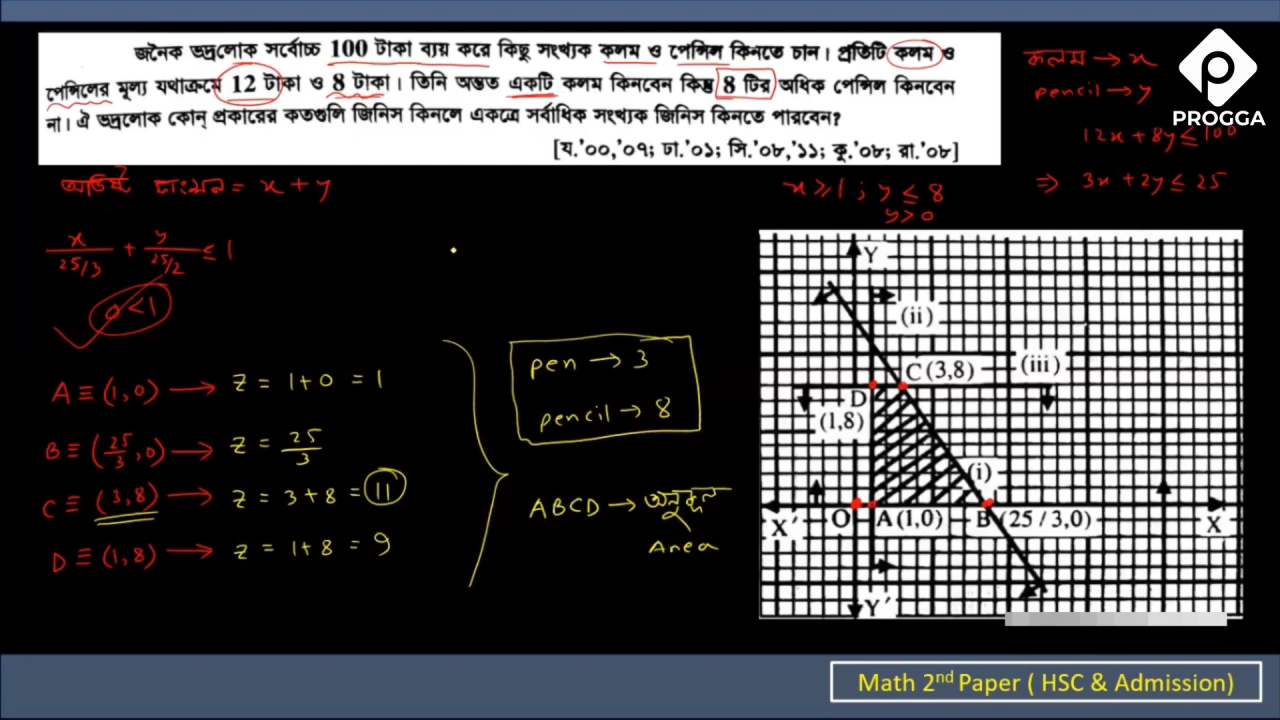 জনৈক ভদ্রলোক সর্বোচ্চ 100 টাকা ব্যয় করে কিছু সংখ্যক কলম ও পেন্সিল কিনতে চান। প্রতিটি কলম ও
পেন্সিলের মূল্য যথাক্রমে 12 টাকা ও 8 টাকা। তিনি অন্তত একটি কলম কিনবেন কিন্তু 8 টির অধিক পেন্সিল কিনবেন
না। ঐ ভদ্রলোক কোন্ প্রকারের কতগুলি জিনিস কিনলে একত্রে সর্বাধিক সংখ্যক জিনিস কিনতে পারবেন?
[য.'০০,'০৭; ঢা.'০১; সি.'০৮,'১১; কু.'০৮; রা.'০৮]
PROGGA
কলম → x
pencil → y
12x + 8y ≤ 100
⇒ 3x + 2y ≤ 25
x ≥ 1 ; y ≤ 8
y > 0
= x + y
x/25/3 + y/25/2 ≤ 1
0 < 1
A ≡ (1, 0) → z = 1 + 0 = 1
B ≡ (25/3, 0) → z = 25/3
C ≡ (3, 8) → z = 3 + 8 = 11
D ≡ (1, 8) → z = 1 + 8 = 9
pen → 3
pencil → 8
ABCD → অনুকূল
Area
Y
(ii)
C (3,8)
(iii)
D
(1,8)
(i)
X′
O
A (1,0)
B (25 / 3,0)
X
Y′
Math 2nd Paper ( HSC & Admission)